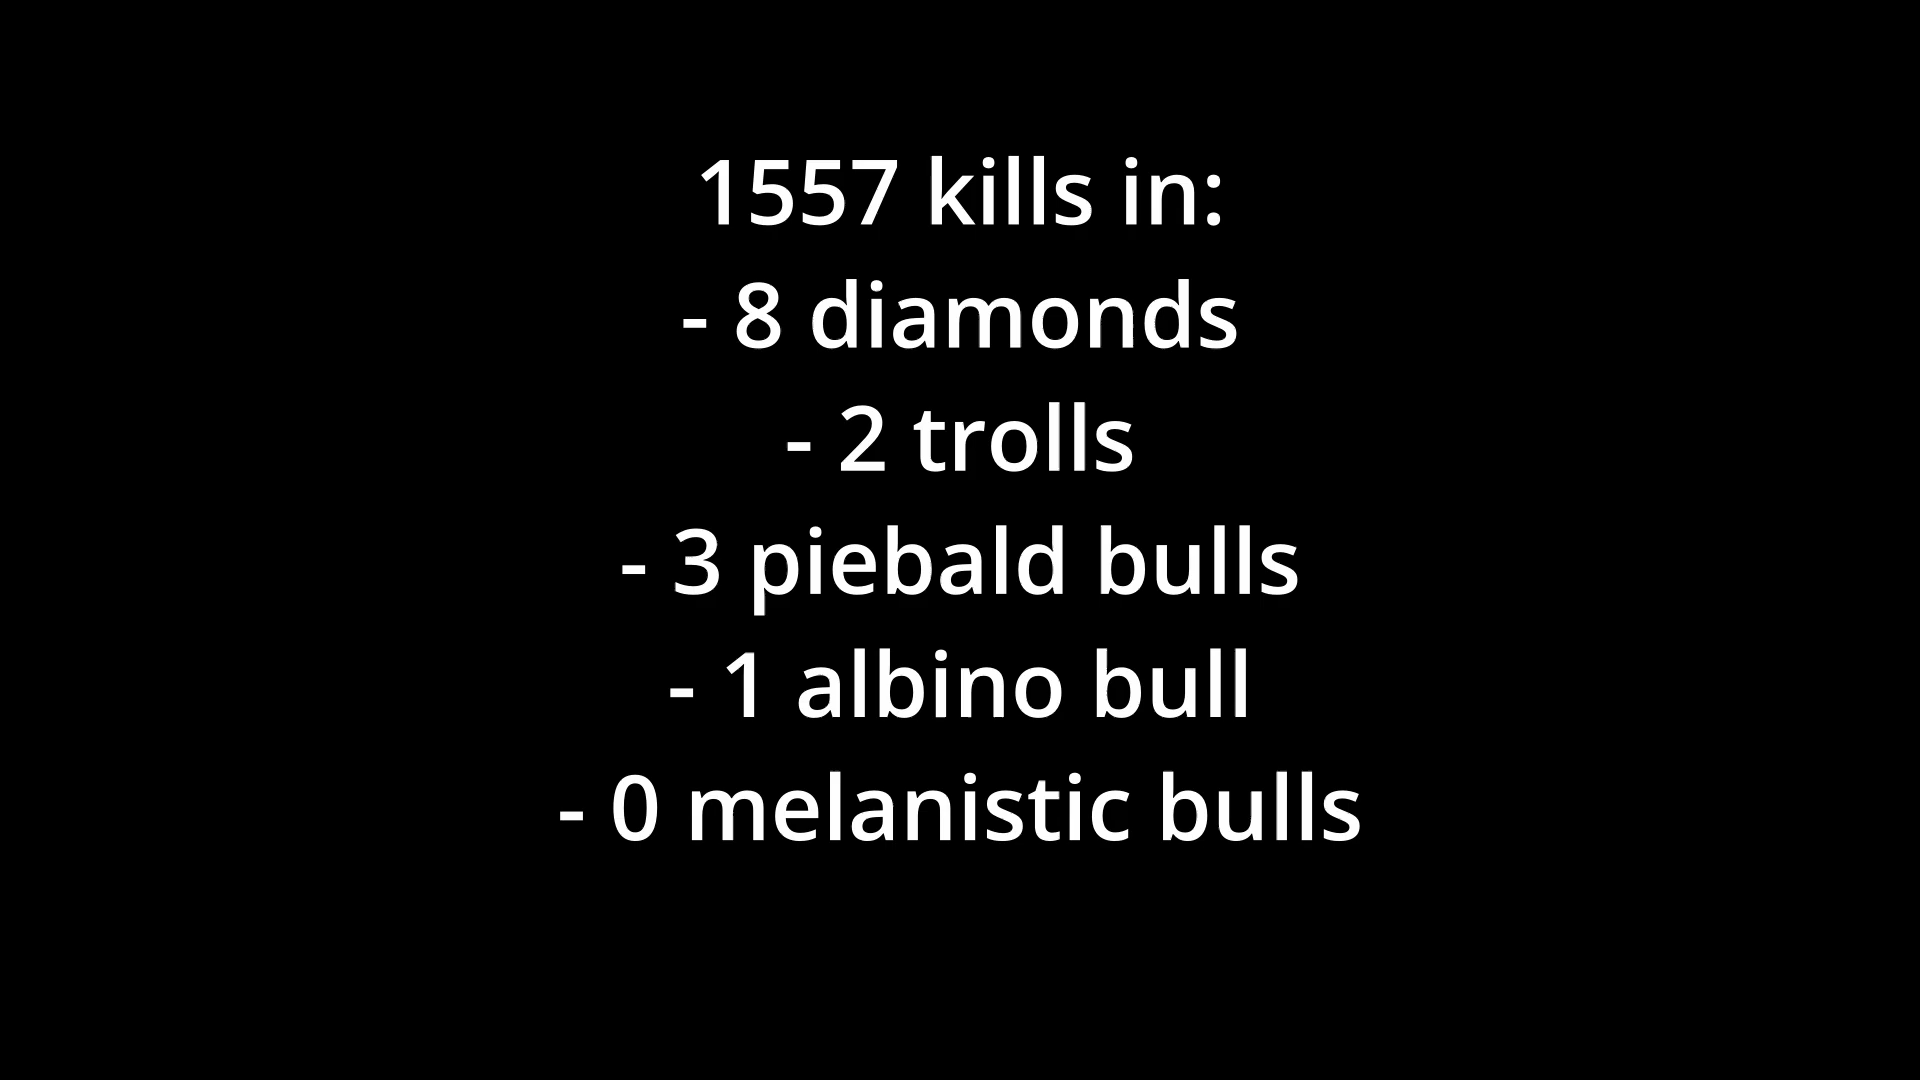 1557 kills in:
- 8 diamonds
- 2 trolls
- 3 piebald bulls
- 1 albino bull
- 0 melanistic bulls